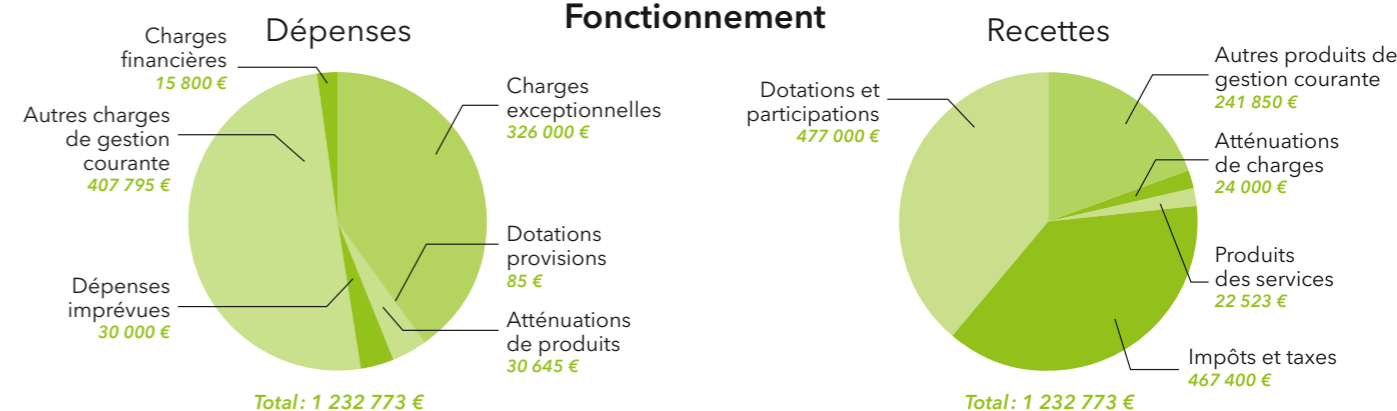 Fonctionnement
Dépenses
Charges
financières
15 800 €
Autres charges
de gestion
courante
407 795 €
Dépenses
imprévues
30 000 €
Charges
exceptionnelles
326 000 €
Dotations
provisions
85 €
Atténuations
de produits
30 645 €
Total : 1 232 773 €
Recettes
Dotations et
participations
477 000 €
Autres produits de
gestion courante
241 850 €
Atténuations
de charges
24 000 €
Produits
des services
22 523 €
Impôts et taxes
467 400 €
Total : 1 232 773 €